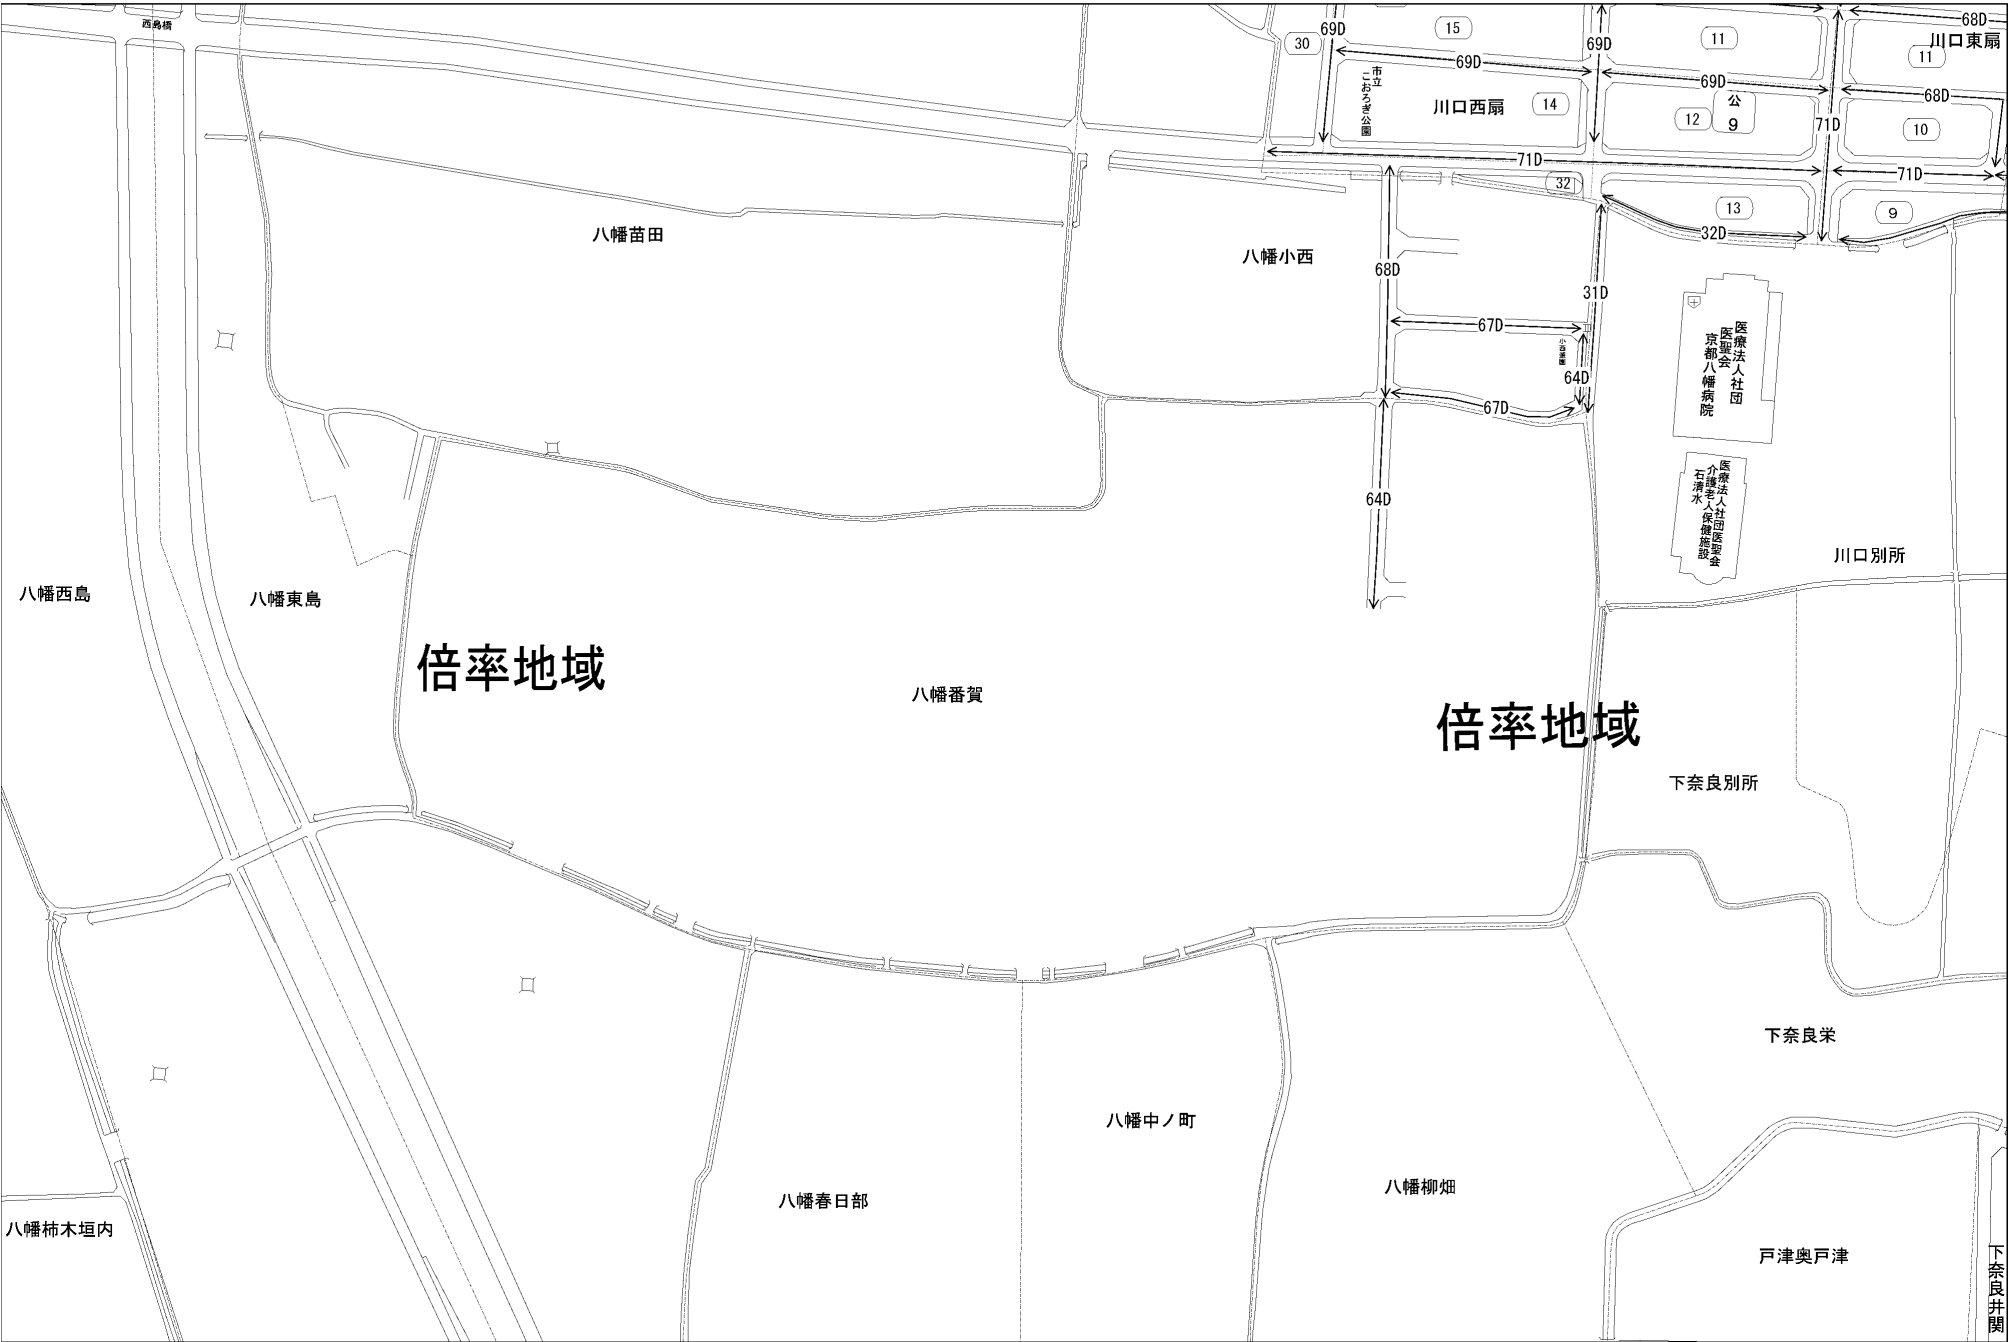 西島橋
69D
30
15
69D
11
68D
川口東扇
11
69D
69D
68D
市立
こおろぎ公園
川口西扇
14
12
公
9
71D
10
71D
71D
32
13
9
32D
八幡苗田
八幡小西
68D
31D
67D
小西菜園
64D
67D
医療法人社団
医聖会
京都八幡病院
64D
医療法人社団医聖会
介護老人保健施設
石清水
川口別所
八幡西島
八幡東島
倍率地域
八幡番賀
倍率地域
下奈良別所
下奈良栄
八幡中ノ町
八幡春日部
八幡柳畑
八幡柿木垣内
戸津奥戸津
下奈良井関